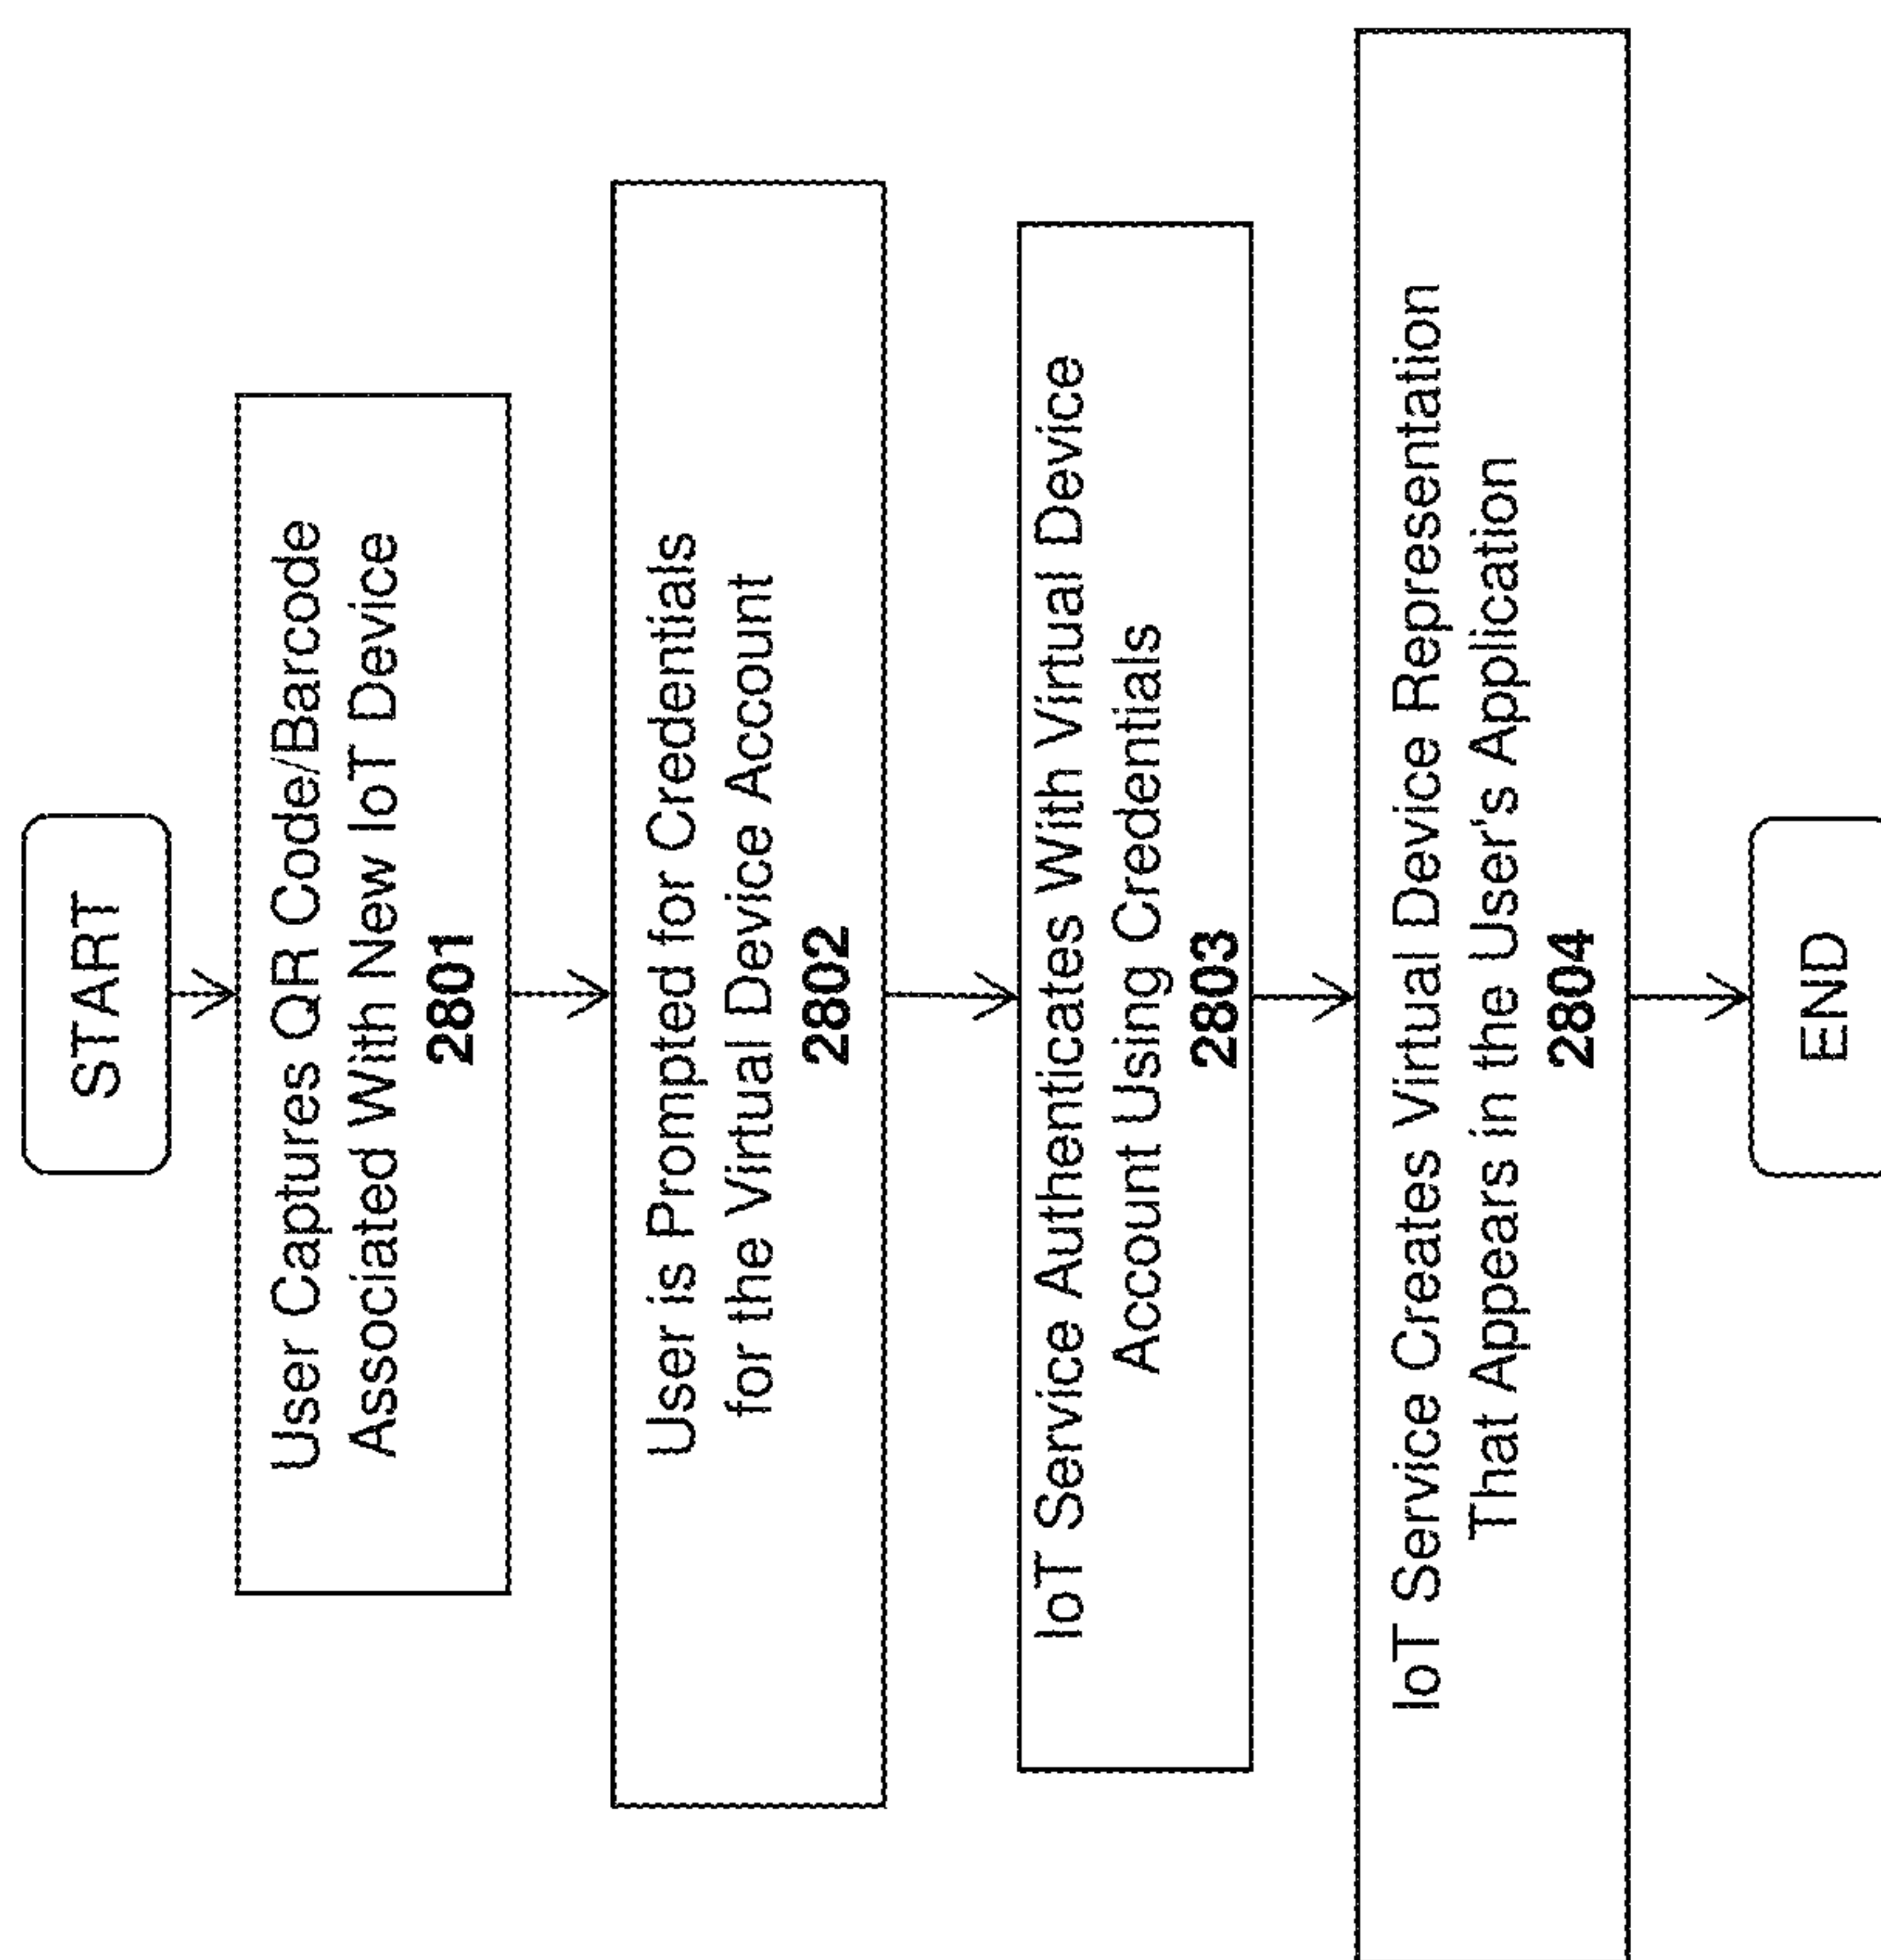 START
User Captures QR Code/Barcode
Associated With New IoT Device
2801
User is Prompted for Credentials
for the Virtual Device Account
2802
IoT Service Authenticates With Virtual Device
Account Using Credentials
2803
IoT Service Creates Virtual Device Representation
That Appears in the User's Application
2804
END